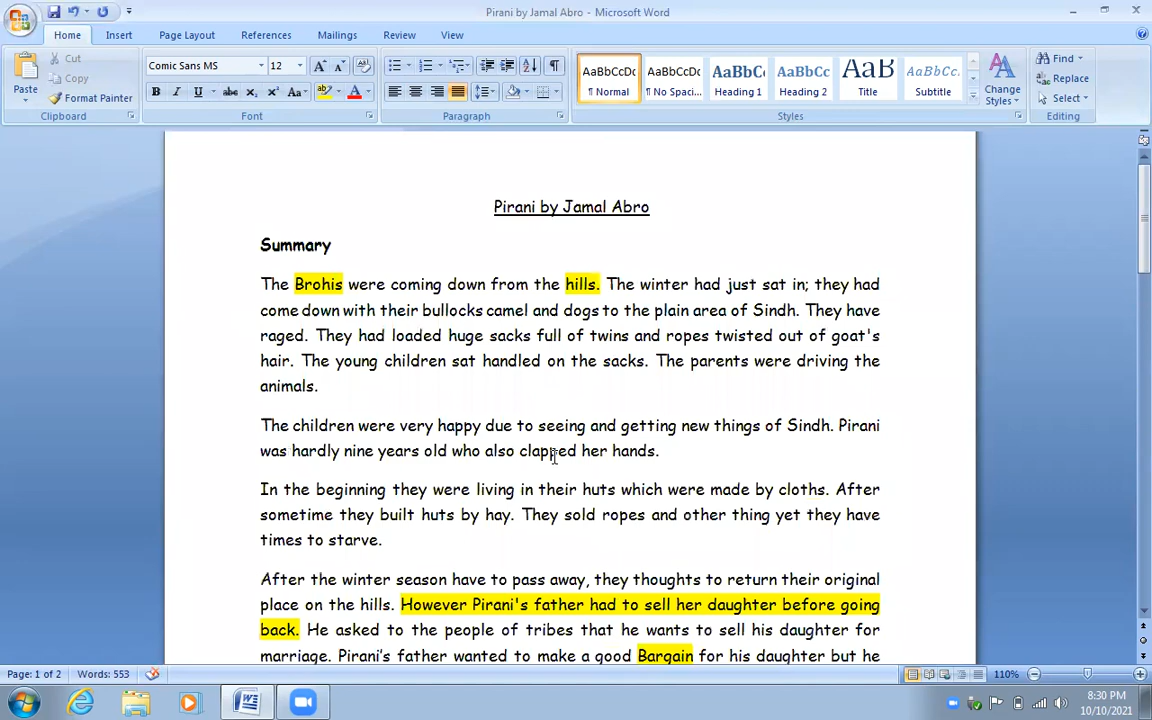 Pirani by Jamal Abro - Microsoft Word
Home Insert Page Layout References Mailings Review View
Paste
Cut
Copy
Format Painter
Clipboard
Comic Sans MS 12
B I U abc x₂ x² Aa
Font
Paragraph
AaBbCcDc AaBbCcDc AaBbC AaBbCc AaB AaBbCc.
¶ Normal ¶ No Spaci... Heading 1 Heading 2 Title Subtitle
Change
Styles
Styles
Find
Replace
Select
Editing
Pirani by Jamal Abro
Summary
The Brohis were coming down from the hills. The winter had just sat in; they had
come down with their bullocks camel and dogs to the plain area of Sindh. They have
raged. They had loaded huge sacks full of twins and ropes twisted out of goat's
hair. The young children sat handled on the sacks. The parents were driving the
animals.
The children were very happy due to seeing and getting new things of Sindh. Pirani
was hardly nine years old who also clapped her hands.
In the beginning they were living in their huts which were made by cloths. After
sometime they built huts by hay. They sold ropes and other thing yet they have
times to starve.
After the winter season have to pass away, they thoughts to return their original
place on the hills. However Pirani's father had to sell her daughter before going
back. He asked to the people of tribes that he wants to sell his daughter for
marriage. Pirani's father wanted to make a good Bargain for his daughter but he
Page: 1 of 2 Words: 553 110%
8:30 PM
10/10/2021